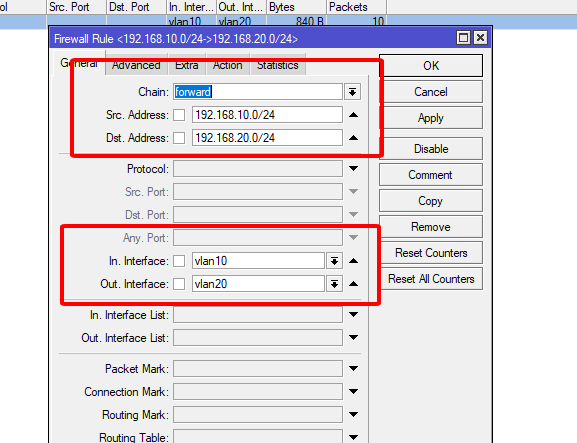 ol Src. Port Dst. Port In. Inter... Out. Int... Bytes Packets
vlan10 vlan20 840 B 10
Firewall Rule <192.168.10.0/24->192.168.20.0/24>
General Advanced Extra Action Statistics
Chain: forward
Src. Address: 192.168.10.0/24
Dst. Address: 192.168.20.0/24
Protocol:
Src. Port:
Dst. Port:
Any. Port:
In. Interface: vlan10
Out. Interface: vlan20
In. Interface List:
Out. Interface List:
Packet Mark:
Connection Mark:
Routing Mark:
Routing Table:
OK
Cancel
Apply
Disable
Comment
Copy
Remove
Reset Counters
Reset All Counters